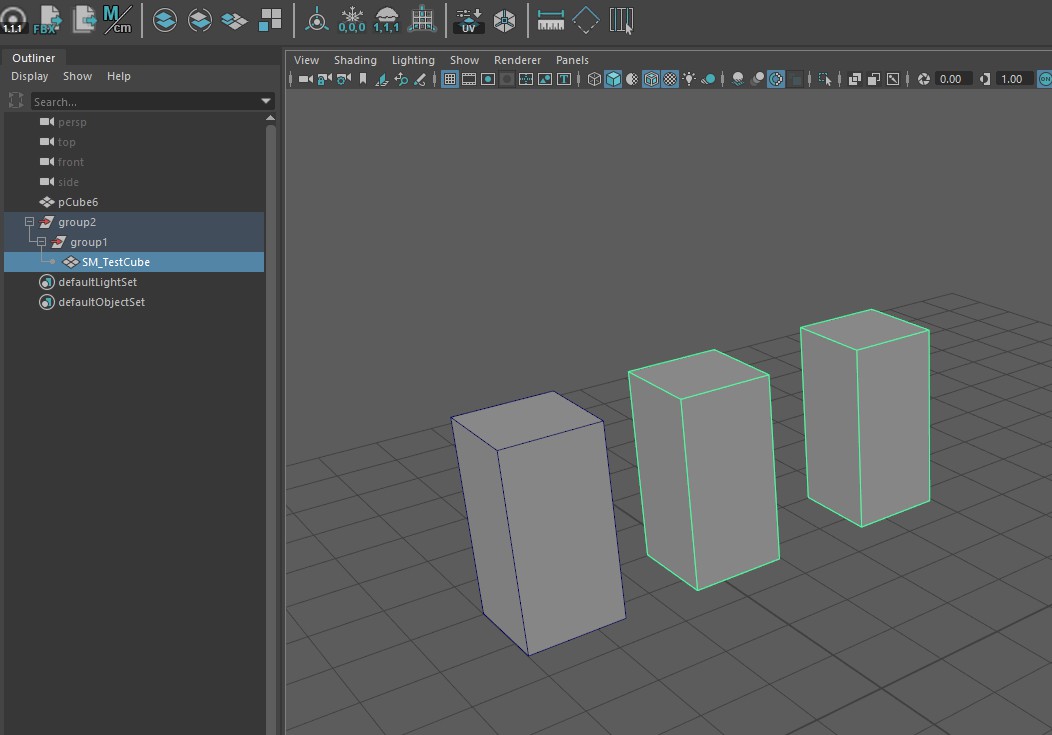 1.1.1 FBX M/cm 0,0,0 1,1,1 UV
Outliner
Display Show Help
Search...
persp
top
front
side
pCube6
group2
group1
SM_TestCube
defaultLightSet
defaultObjectSet
View Shading Lighting Show Renderer Panels
0.00 1.00 ON